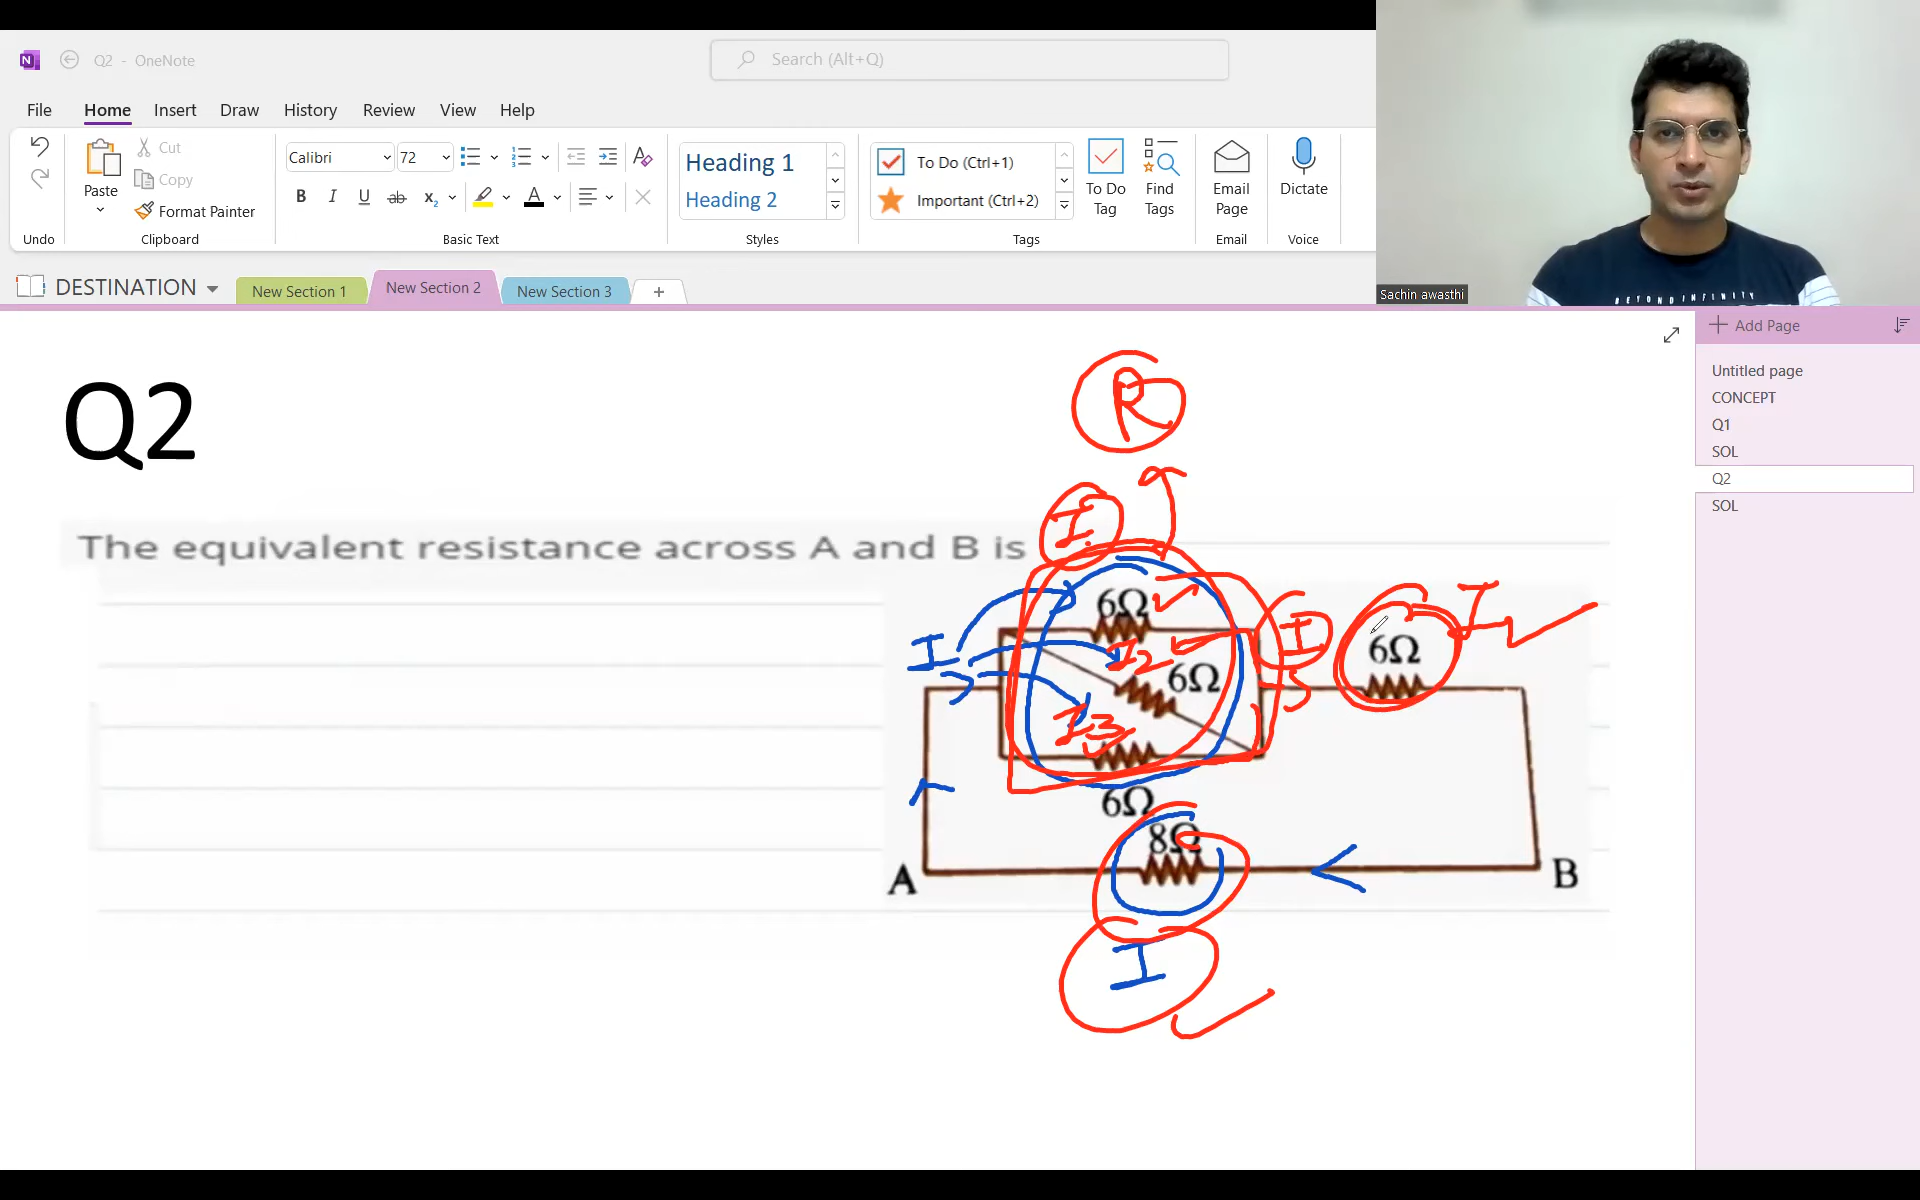 Q2 - OneNote
Search (Alt+Q)
File Home Insert Draw History Review View Help
Undo
Paste
Cut
Copy
Format Painter
Clipboard
Calibri 72
B I U ab x₂ A
Basic Text
Heading 1
Heading 2
Styles
To Do (Ctrl+1)
Important (Ctrl+2)
Tags
To Do Tag
Find Tags
Email Page
Email
Dictate
Voice
BEYOND INFINITY
Sachin awasthi
DESTINATION
New Section 1
New Section 2
New Section 3
+
Add Page
Untitled page
CONCEPT
Q1
SOL
Q2
SOL
Q2
R
I
The equivalent resistance across A and B is
6Ω
I
I2
6Ω
I
6Ω
I
I3
6Ω
8Ω
A
B
I